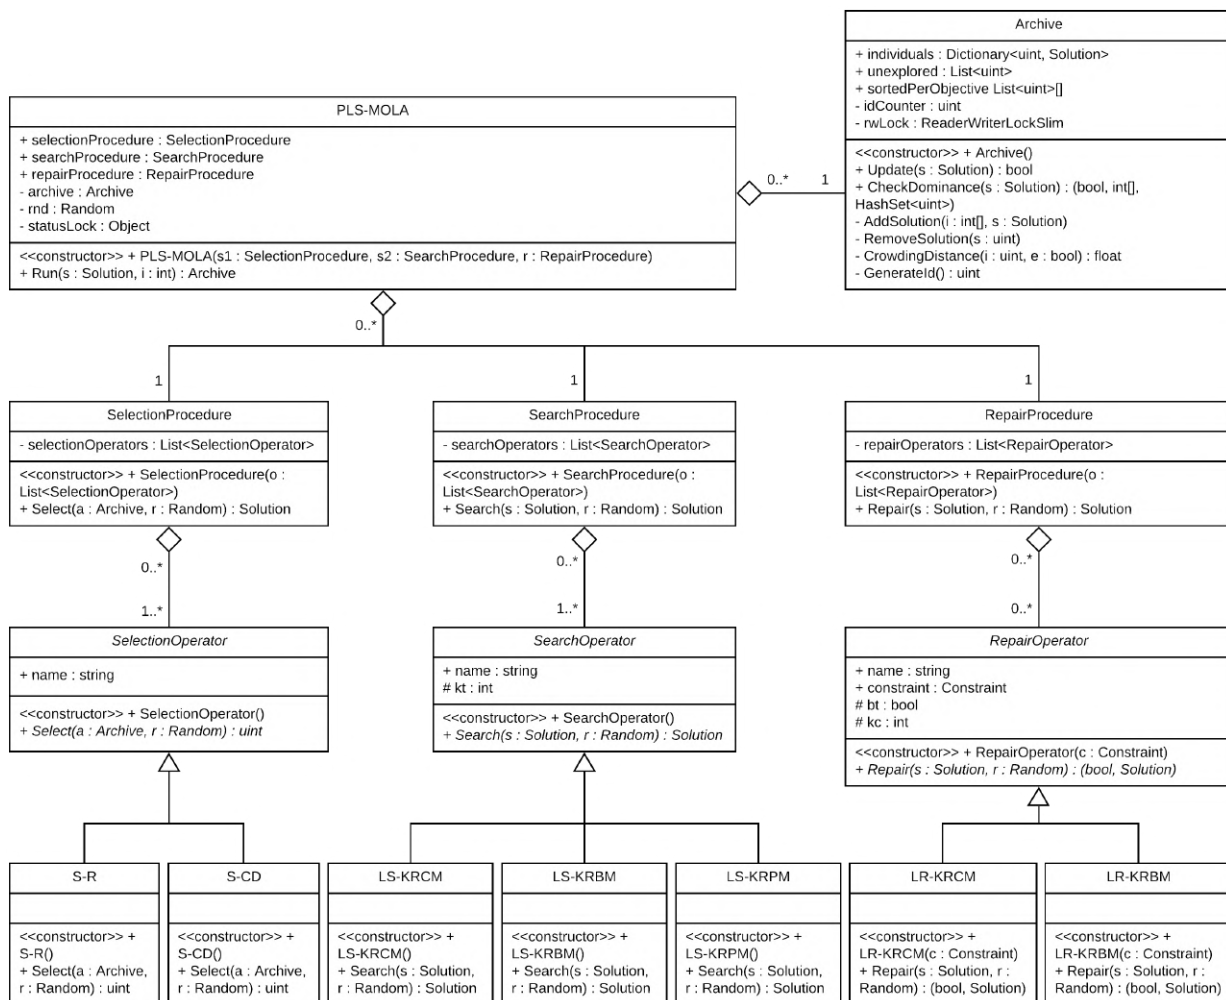 Archive
+ individuals : Dictionary<uint, Solution>
+ unexplored : List<uint>
+ sortedPerObjective List<uint>[]
- idCounter : uint
- rwLock : ReaderWriterLockSlim
<<constructor>> + Archive()
+ Update(s : Solution) : bool
+ CheckDominance(s : Solution) : (bool, int[],
HashSet<uint>)
- AddSolution(i : int[], s : Solution)
- RemoveSolution(s : uint)
- CrowdingDistance(i : uint, e : bool) : float
- GenerateId() : uint
PLS-MOLA
+ selectionProcedure : SelectionProcedure
+ searchProcedure : SearchProcedure
+ repairProcedure : RepairProcedure
- archive : Archive
- rnd : Random
- statusLock : Object
<<constructor>> + PLS-MOLA(s1 : SelectionProcedure, s2 : SearchProcedure, r : RepairProcedure)
+ Run(s : Solution, i : int) : Archive
0..* 1
0..*
1 1 1
SelectionProcedure
- selectionOperators : List<SelectionOperator>
<<constructor>> + SelectionProcedure(o :
List<SelectionOperator>)
+ Select(a : Archive, r : Random) : Solution
SearchProcedure
- searchOperators : List<SearchOperator>
<<constructor>> + SearchProcedure(o :
List<SearchOperator>)
+ Search(s : Solution, r : Random) : Solution
RepairProcedure
- repairOperators : List<RepairOperator>
<<constructor>> + RepairProcedure(o :
List<RepairOperator>)
+ Repair(s : Solution, r : Random) : Solution
0..* 0..* 0..*
1..* 1..* 0..*
SelectionOperator
+ name : string
<<constructor>> + SelectionOperator()
+ Select(a : Archive, r : Random) : uint
SearchOperator
+ name : string
# kt : int
<<constructor>> + SearchOperator()
+ Search(s : Solution, r : Random) : Solution
RepairOperator
+ name : string
+ constraint : Constraint
# bt : bool
# kc : int
<<constructor>> + RepairOperator(c : Constraint)
+ Repair(s : Solution, r : Random) : (bool, Solution)
S-R
<<constructor>> +
S-R()
+ Select(a : Archive,
r : Random) : uint
S-CD
<<constructor>> +
S-CD()
+ Select(a : Archive,
r : Random) : uint
LS-KRCM
<<constructor>> +
LS-KRCM()
+ Search(s : Solution,
r : Random) : Solution
LS-KRBM
<<constructor>> +
LS-KRBM()
+ Search(s : Solution,
r : Random) : Solution
LS-KRPM
<<constructor>> +
LS-KRPM()
+ Search(s : Solution,
r : Random) : Solution
LR-KRCM
<<constructor>> +
LR-KRCM(c : Constraint)
+ Repair(s : Solution, r :
Random) : (bool, Solution)
LR-KRBM
<<constructor>> +
LR-KRBM(c : Constraint)
+ Repair(s : Solution, r :
Random) : (bool, Solution)